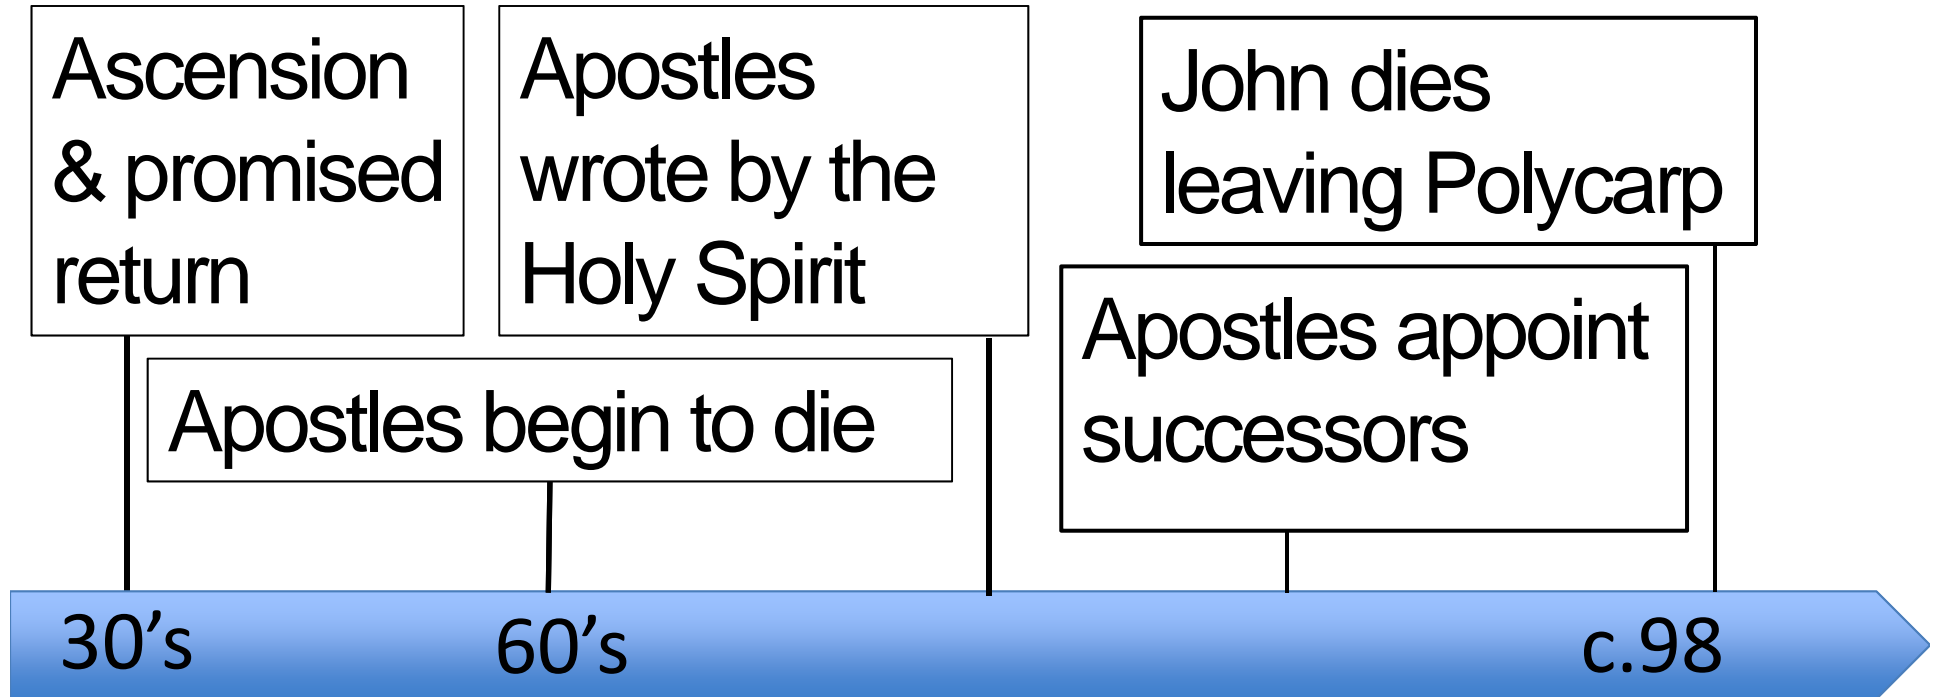 Ascension
& promised
return
Apostles
wrote by the
Holy Spirit
John dies
leaving Polycarp
Apostles begin to die
Apostles appoint
successors
30’s
60’s
c.98